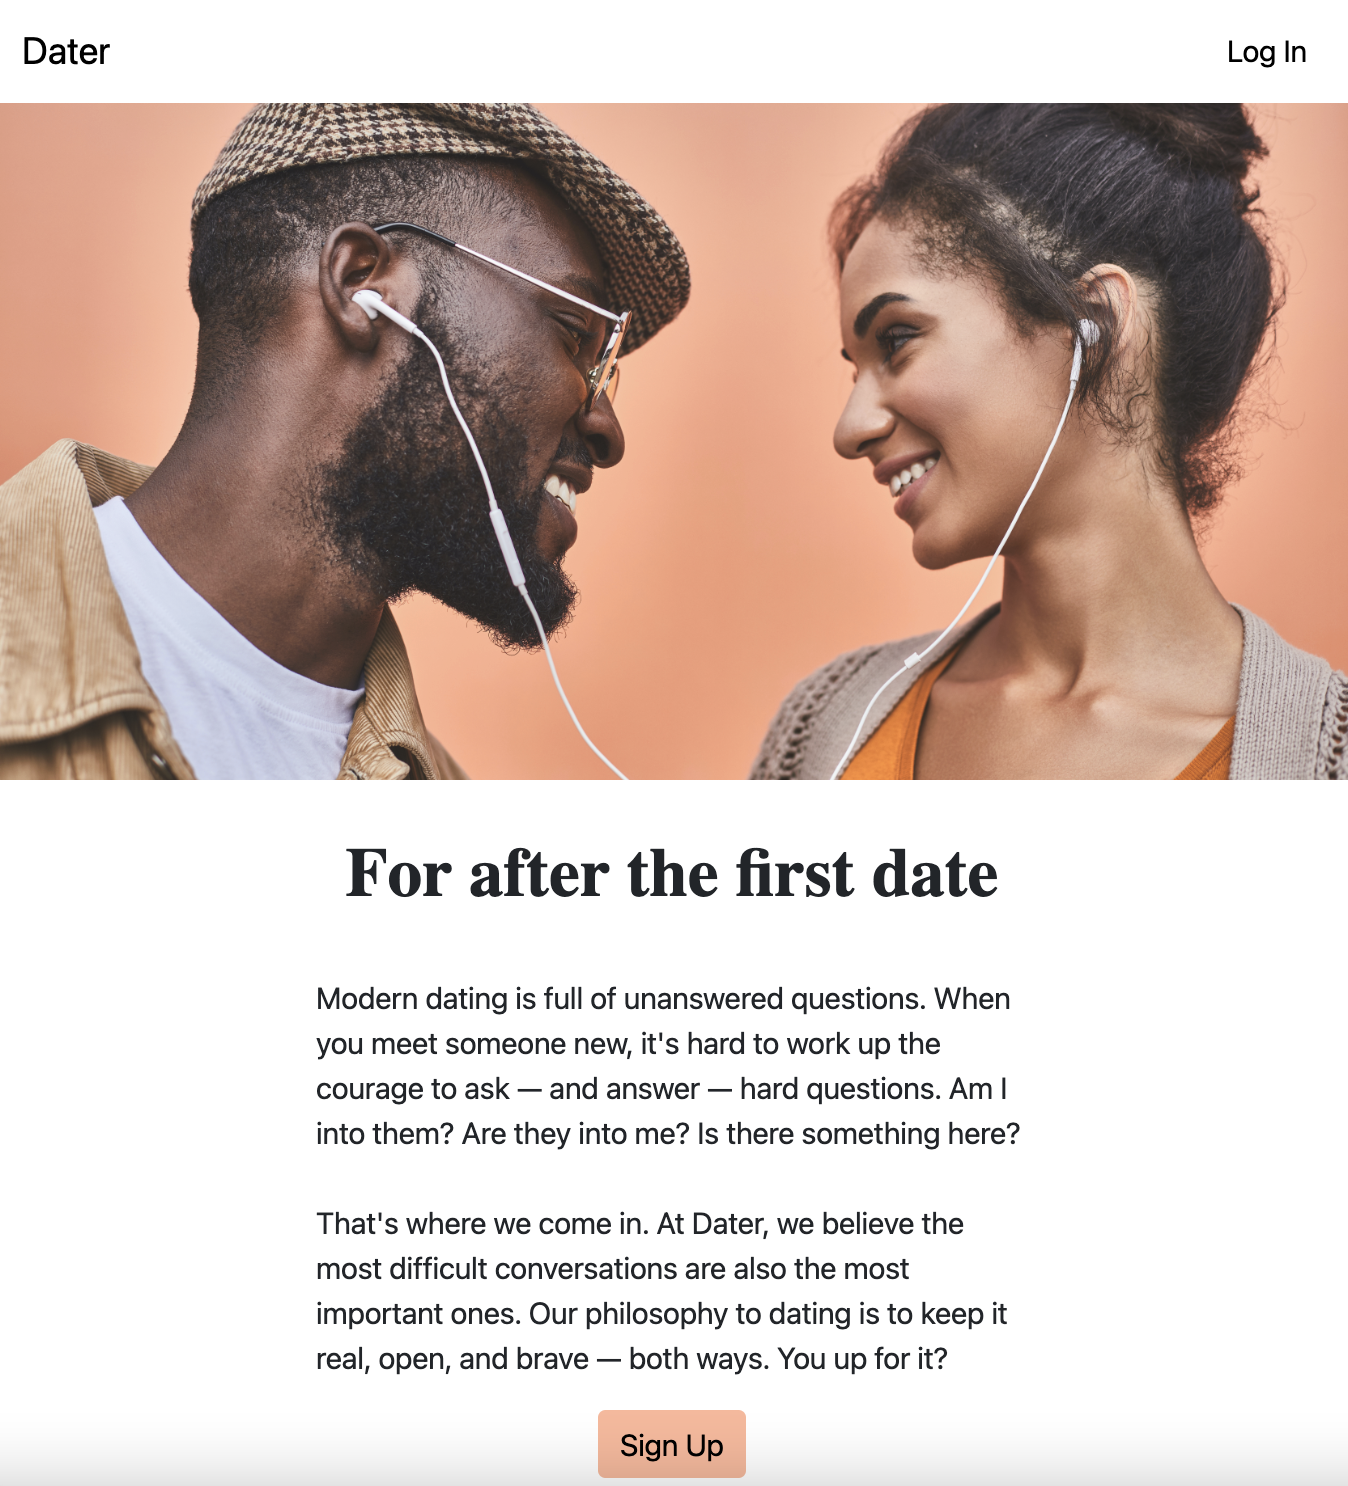 Dater
Log In
For after the first date
Modern dating is full of unanswered questions. When
you meet someone new, it's hard to work up the
courage to ask — and answer — hard questions. Am I
into them? Are they into me? Is there something here?
That's where we come in. At Dater, we believe the
most difficult conversations are also the most
important ones. Our philosophy to dating is to keep it
real, open, and brave — both ways. You up for it?
Sign Up